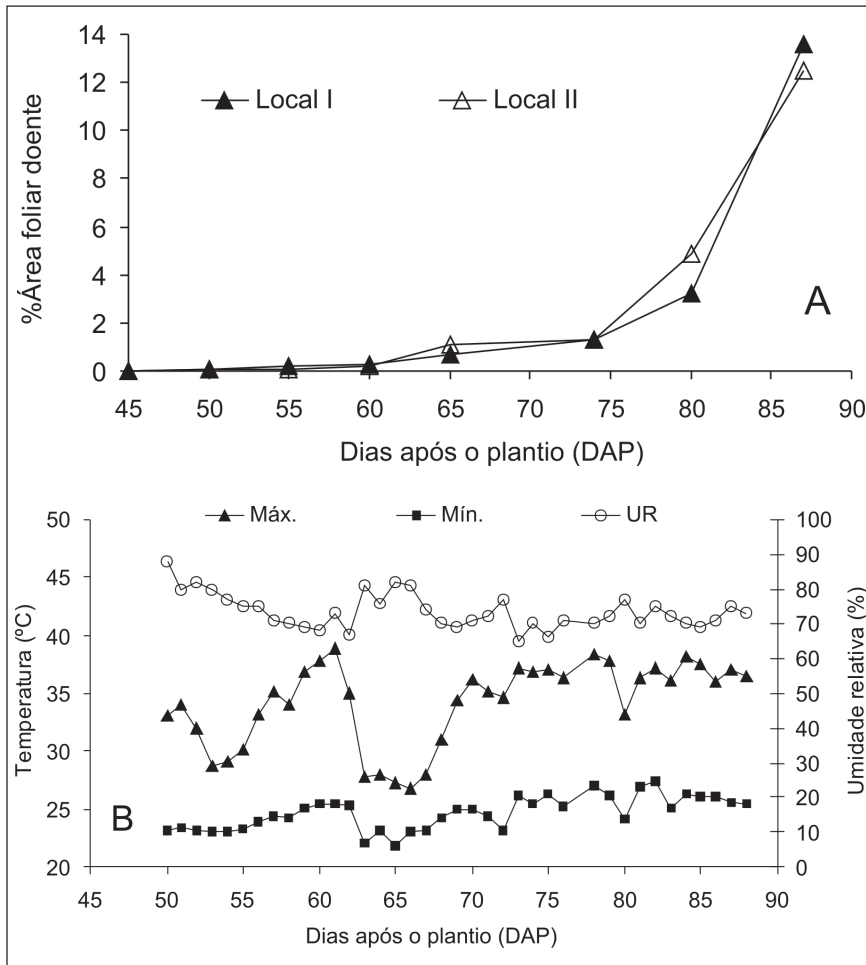 14
12
10
8
6
4
2
0
%Área foliar doente
Local I
Local II
A
45 50 55 60 65 70 75 80 85 90
Dias após o plantio (DAP)
Máx. Mín. UR
50
45
40
35
30
25
20
Temperatura (ºC)
100
90
80
70
60
50
40
30
20
10
0
Umidade relativa (%)
B
45 50 55 60 65 70 75 80 85 90
Dias após o plantio (DAP)